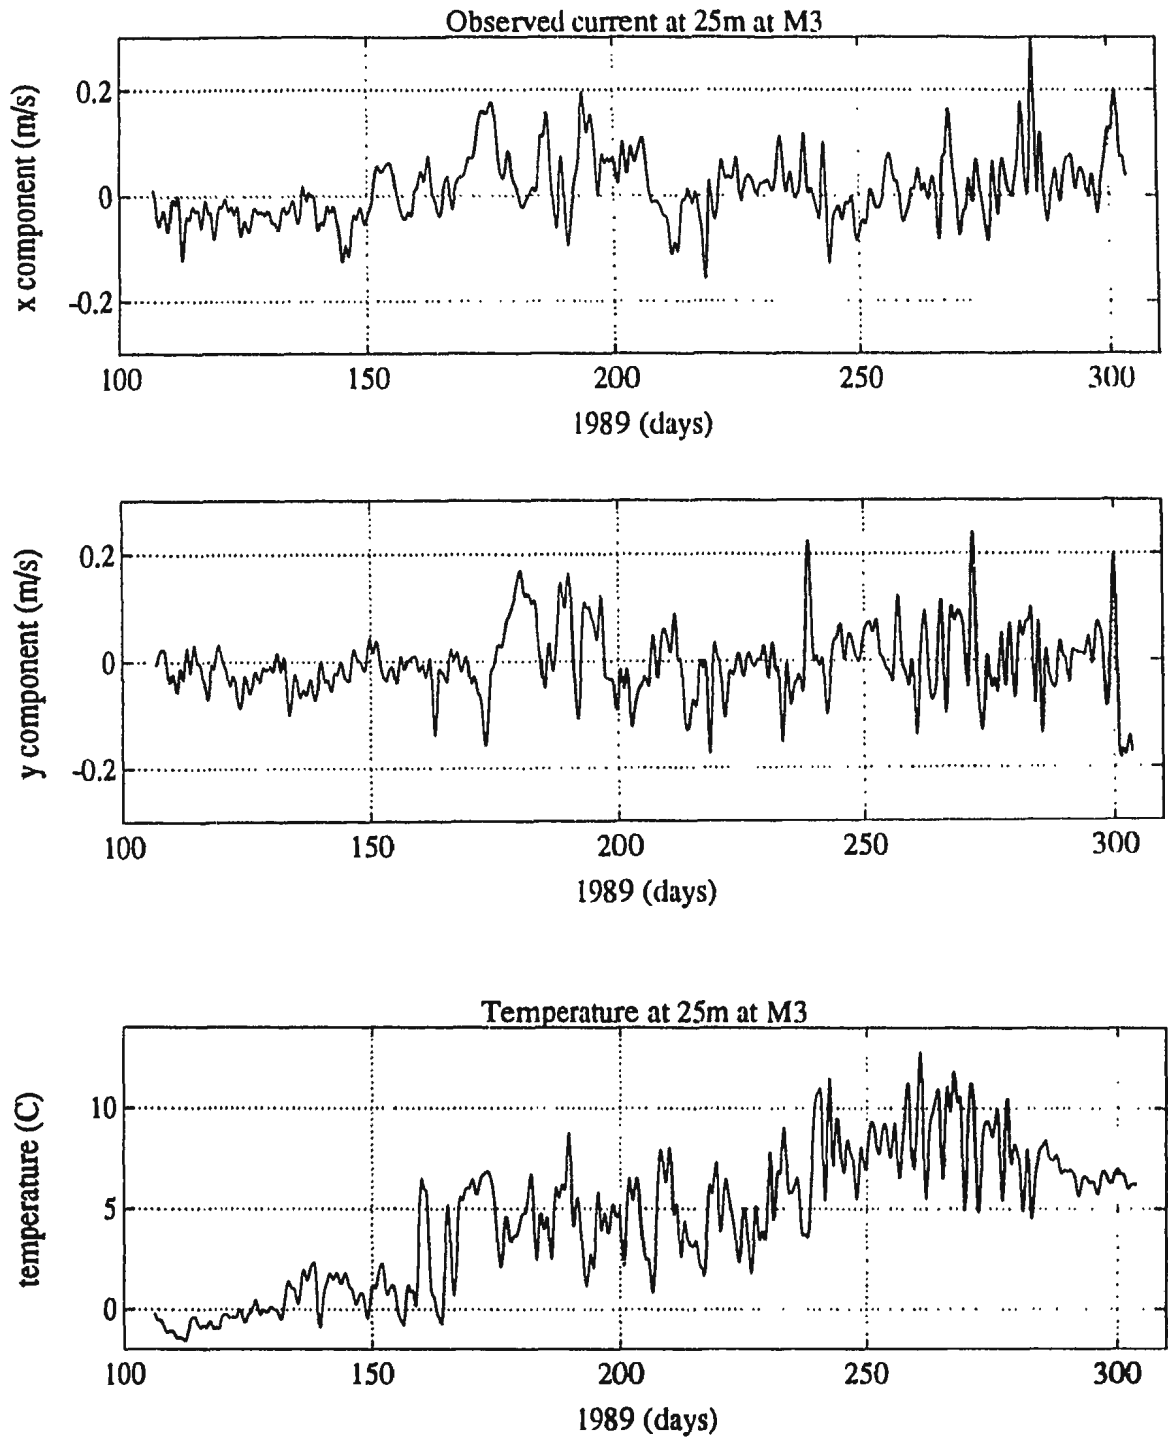 Observed current at 25m at M3
x component (m/s)
0.2
0
-0.2
100 150 200 250 300
1989 (days)
y component (m/s)
0.2
0
-0.2
100 150 200 250 300
1989 (days)
Temperature at 25m at M3
temperature (C)
10
5
0
100 150 200 250 300
1989 (days)